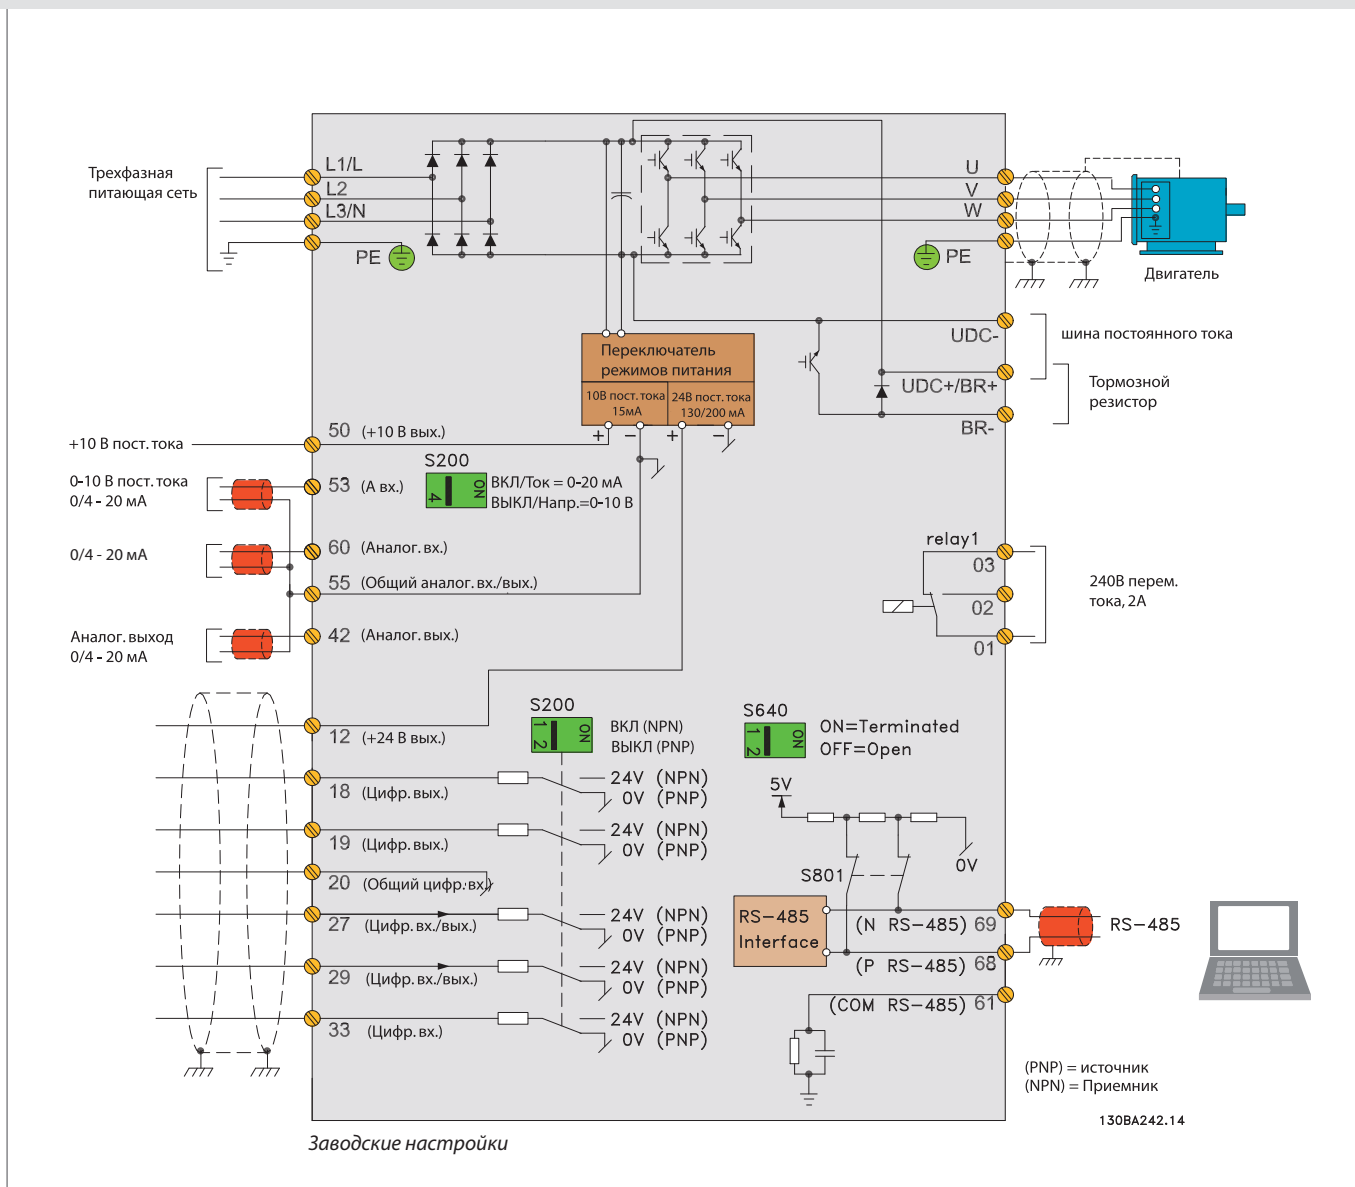 Трехфазная
питающая сеть
L1/L
L2
L3/N
PE
U
V
W
PE
Двигатель
UDC-
шина постоянного тока
UDC+/BR+
Тормозной
резистор
BR-
Переключатель
режимов питания
10В пост. тока
15мА
24В пост. тока
130/200 мА
+ − + −
+10 В пост. тока
50 (+10 В вых.)
S200
ON
4
ВКЛ/Ток = 0-20 мА
ВЫКЛ/Напр.=0-10 В
0-10 В пост. тока
0/4 - 20 мА
53 (А вх.)
0/4 - 20 мА
60 (Аналог. вх.)
55 (Общий аналог. вх./вых.)
Аналог. выход
0/4 - 20 мА
42 (Аналог. вых.)
relay1
03
02
01
240В перем.
тока, 2А
12 (+24 В вых.)
S200
1 2
ON
ВКЛ (NPN)
ВЫКЛ (PNP)
S640
1 2
ON
ON=Terminated
OFF=Open
18 (Цифр. вых.)
24V (NPN)
0V (PNP)
19 (Цифр. вых.)
24V (NPN)
0V (PNP)
20 (Общий цифр. вх.)
27 (Цифр. вх./вых.)
24V (NPN)
0V (PNP)
29 (Цифр. вх./вых.)
24V (NPN)
0V (PNP)
33 (Цифр. вх.)
24V (NPN)
0V (PNP)
5V
0V
S801
RS-485
Interface
(N RS-485) 69
(P RS-485) 68
(COM RS-485) 61
RS-485
(PNP) = источник
(NPN) = Приемник
130BA242.14
Заводские настройки